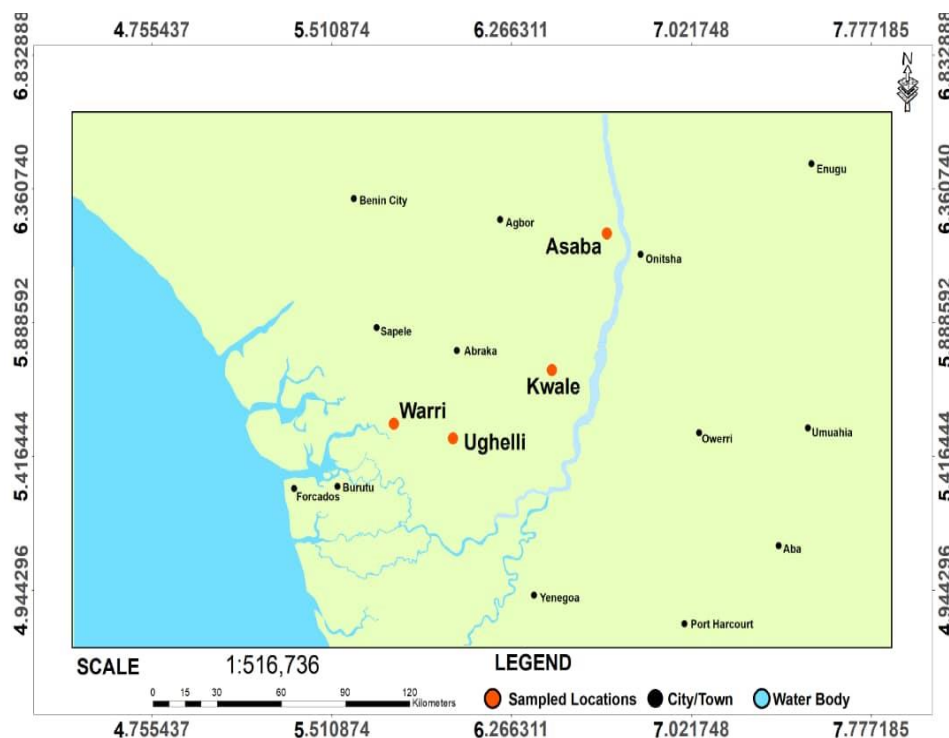 4.755437 5.510874 6.266311 7.021748 7.777185
6.832888 6.832888
N
Enugu
6.360740 6.360740
Benin City
Agbor
Asaba
Onitsha
5.888592 5.888592
Sapele
Abraka
Kwale
Warri
Ughelli
Owerri
Umuahia
5.416444 5.416444
Forcados
Burutu
Aba
4.944296 4.944296
Yenegoa
Port Harcourt
SCALE 1:516,736 LEGEND
0 15 30 60 90 120
Kilometers
Sampled Locations City/Town Water Body
4.755437 5.510874 6.266311 7.021748 7.777185